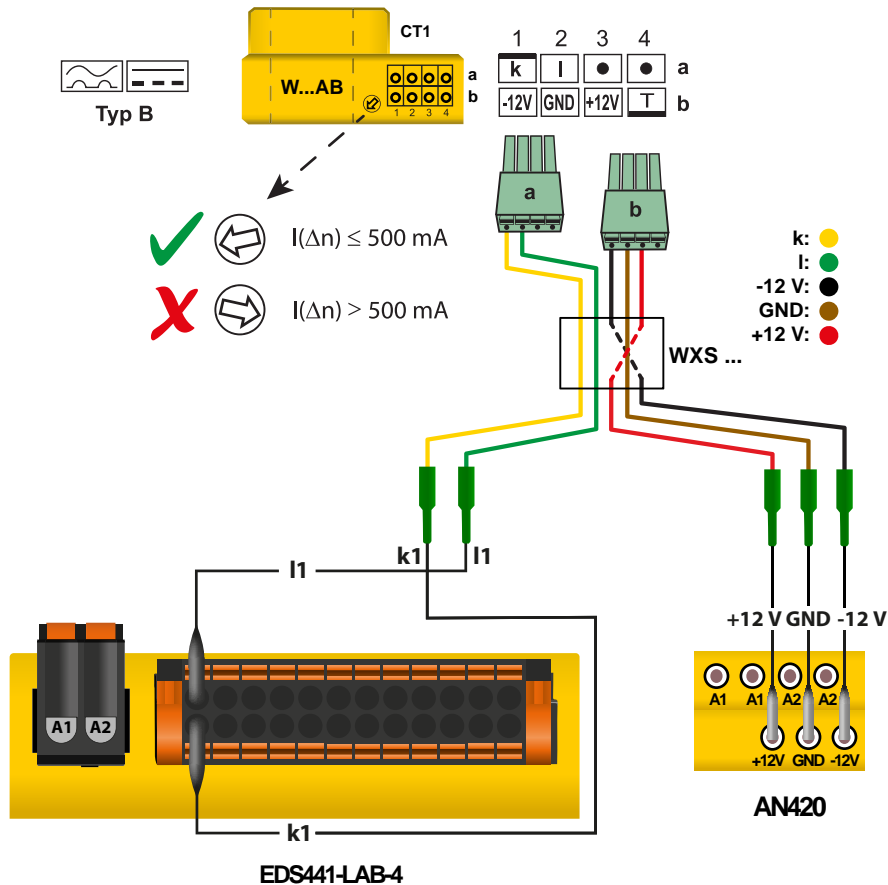 CT1
W...AB
a
b
1 2 3 4
1 2 3 4
k l ● ● a
-12V GND +12V T b
Typ B
a
b
I(Δn) ≤ 500 mA
I(Δn) > 500 mA
k:
l:
-12 V:
GND:
+12 V:
WXS ...
k1 l1
l1
+12 V GND -12 V
A1 A2
A1 A1 A2 A2
+12V GND -12V
AN420
k1
EDS441-LAB-4